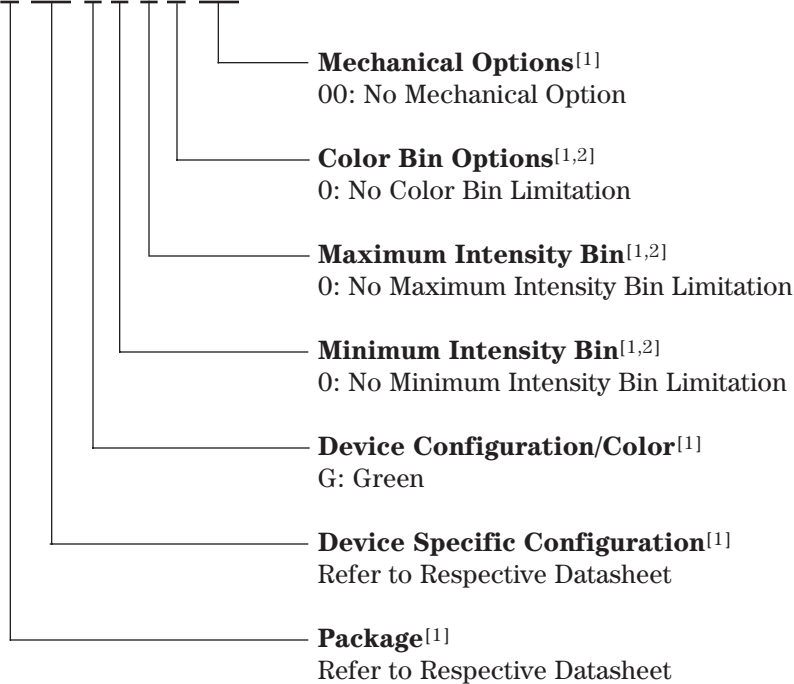 Mechanical Options[1]
00: No Mechanical Option
Color Bin Options[1,2]
0: No Color Bin Limitation
Maximum Intensity Bin[1,2]
0: No Maximum Intensity Bin Limitation
Minimum Intensity Bin[1,2]
0: No Minimum Intensity Bin Limitation
Device Configuration/Color[1]
G: Green
Device Specific Configuration[1]
Refer to Respective Datasheet
Package[1]
Refer to Respective Datasheet